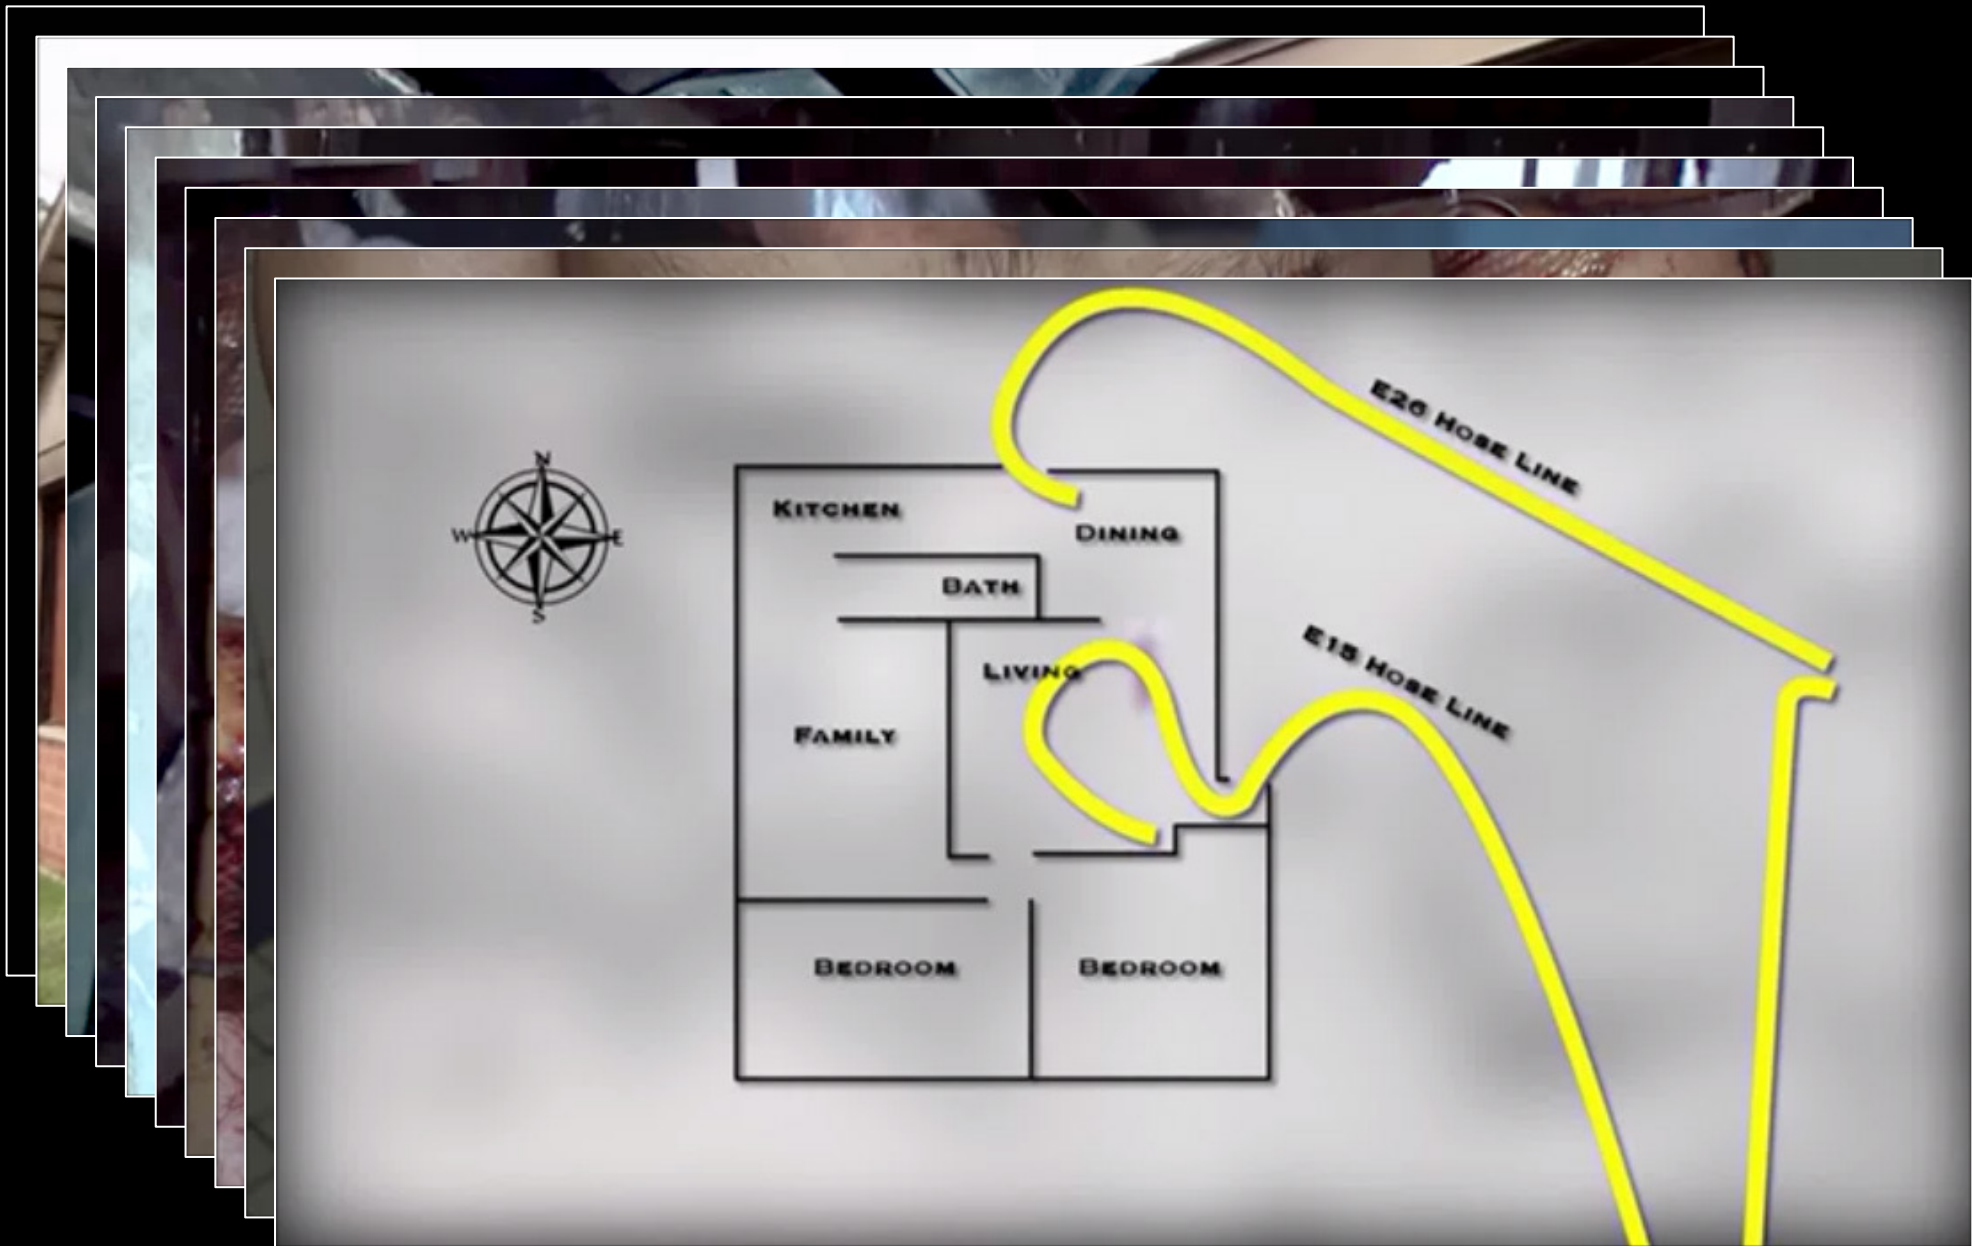 E26 Hose Line
N
Kitchen
W
E
Dining
S
Bath
E15 Hose Line
Living
Family
Bedroom
Bedroom